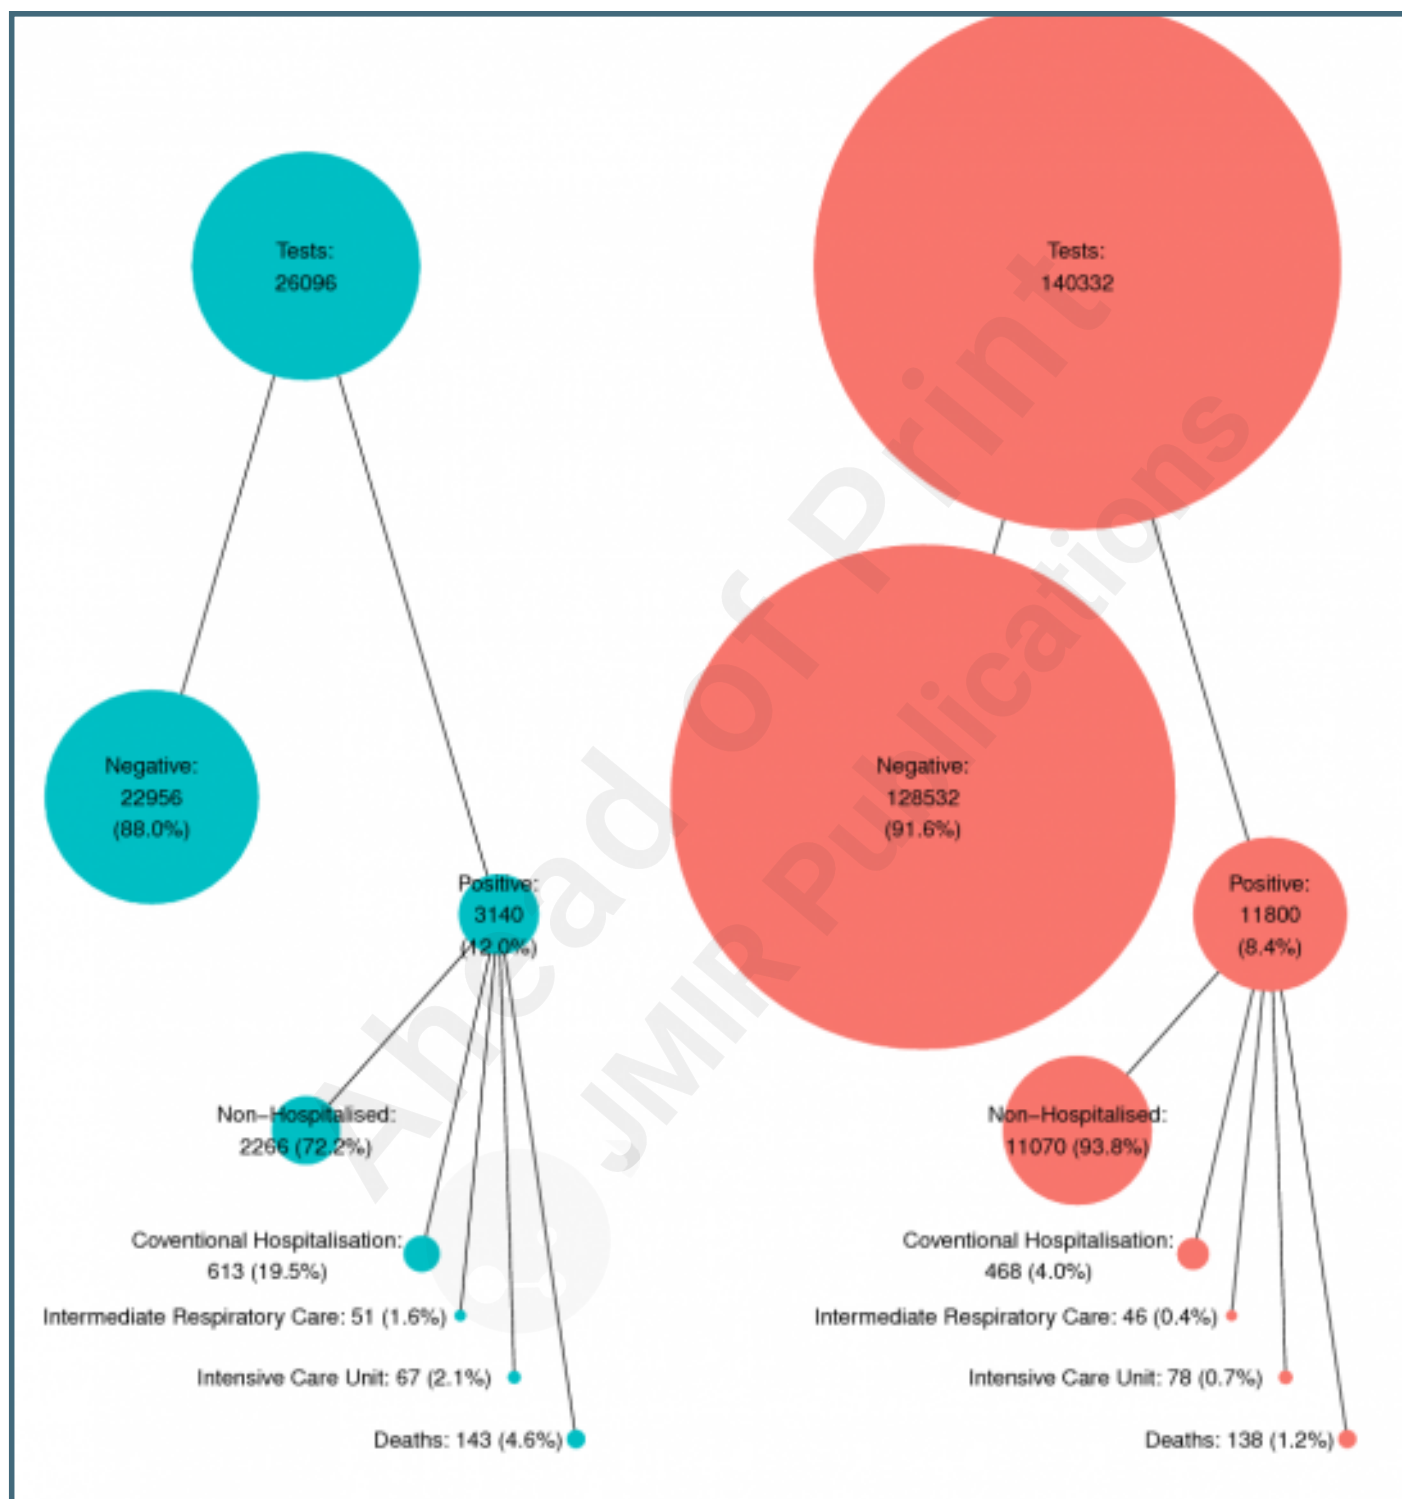 Tests:
26096
Tests:
140332
Negative:
22956
(88.0%)
Negative:
128532
(91.6%)
Positive:
3140
(12.0%)
Positive:
11800
(8.4%)
Non-Hospitalised:
2266 (72.2%)
Non-Hospitalised:
11070 (93.8%)
Coventional Hospitalisation:
613 (19.5%)
Coventional Hospitalisation:
468 (4.0%)
Intermediate Respiratory Care: 51 (1.6%)
Intermediate Respiratory Care: 46 (0.4%)
Intensive Care Unit: 67 (2.1%)
Intensive Care Unit: 78 (0.7%)
Deaths: 143 (4.6%)
Deaths: 138 (1.2%)
Ahead of Print
JMIR Publications